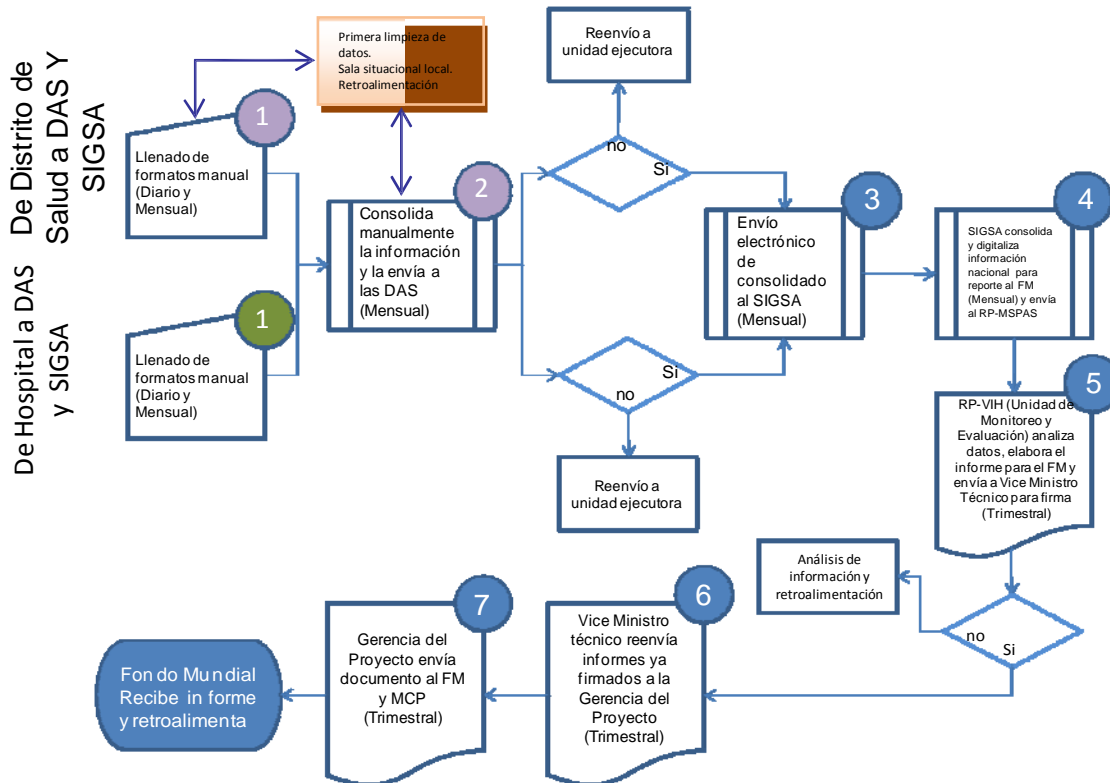 De Distrito de
Salud a DAS Y
SIGSA
De Hospital a DAS
y SIGSA
Primera limpieza de
datos.
Sala situacional local.
Retroalimentación
1
Llenado de
formatos manual
(Diario y
Mensual)
1
Llenado de
formatos manual
(Diario y
Mensual)
2
Consolida
manualmente
la información
y la envía a
las DAS
(Mensual)
Reenvío a
unidad ejecutora
no
Si
Si
no
Reenvío a
unidad ejecutora
3
Envío
electrónico
de
consolidado
al SIGSA
(Mensual)
4
SIGSA consolida
y digitaliza
información
nacional para
reporte al FM
(Mensual) y envía
al RP-MSPAS
5
RP-VIH (Unidad de
Monitoreo y
Evaluación) analiza
datos, elabora el
informe para el FM y
envía a Vice Ministro
Técnico para firma
(Trimestral)
Análisis de
información y
retroalimentación
no
Si
6
Vice Ministro
técnico reenvía
informes ya
firmados a la
Gerencia del
Proyecto
(Trimestral)
7
Gerencia del
Proyecto envía
documento al FM
y MCP
(Trimestral)
Fondo Mundial
Recibe in forme
y retroalimenta